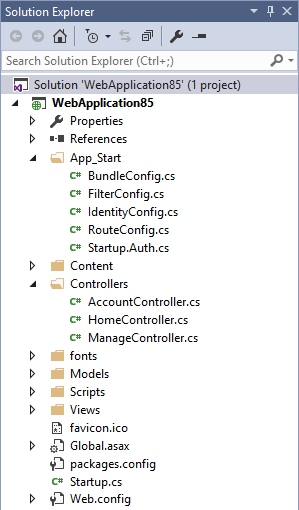 Solution Explorer
Search Solution Explorer (Ctrl+;)
Solution 'WebApplication85' (1 project)
WebApplication85
Properties
References
App_Start
BundleConfig.cs
FilterConfig.cs
IdentityConfig.cs
RouteConfig.cs
Startup.Auth.cs
Content
Controllers
AccountController.cs
HomeController.cs
ManageController.cs
fonts
Models
Scripts
Views
favicon.ico
Global.asax
packages.config
C# Startup.cs
Web.config